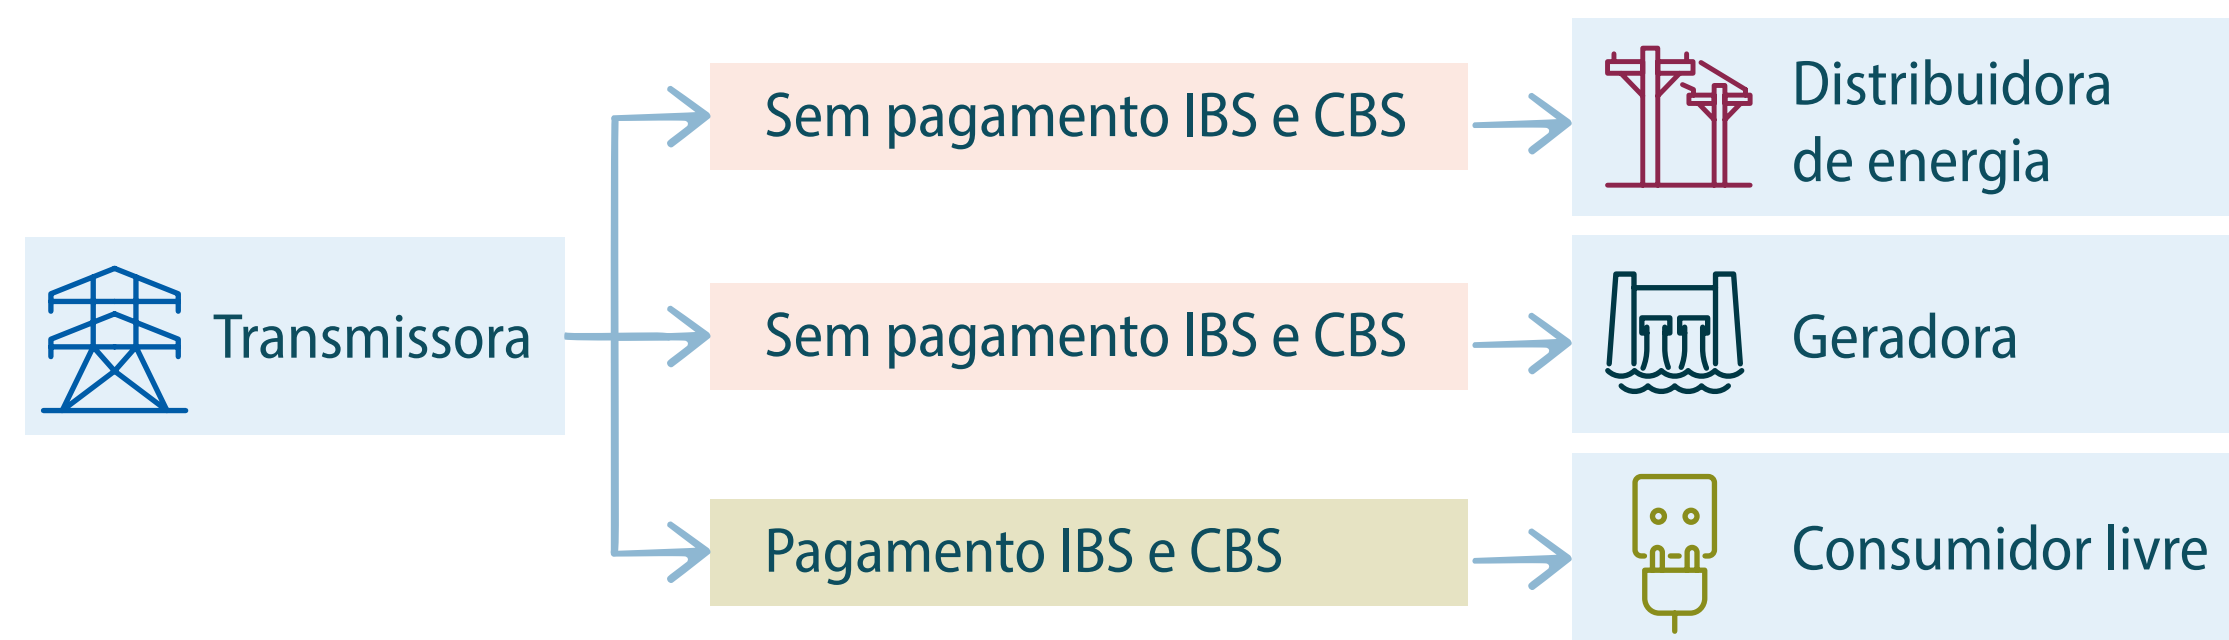 Transmissora
Sem pagamento IBS e CBS
Distribuidora
de energia
Sem pagamento IBS e CBS
Geradora
Pagamento IBS e CBS
Consumidor livre